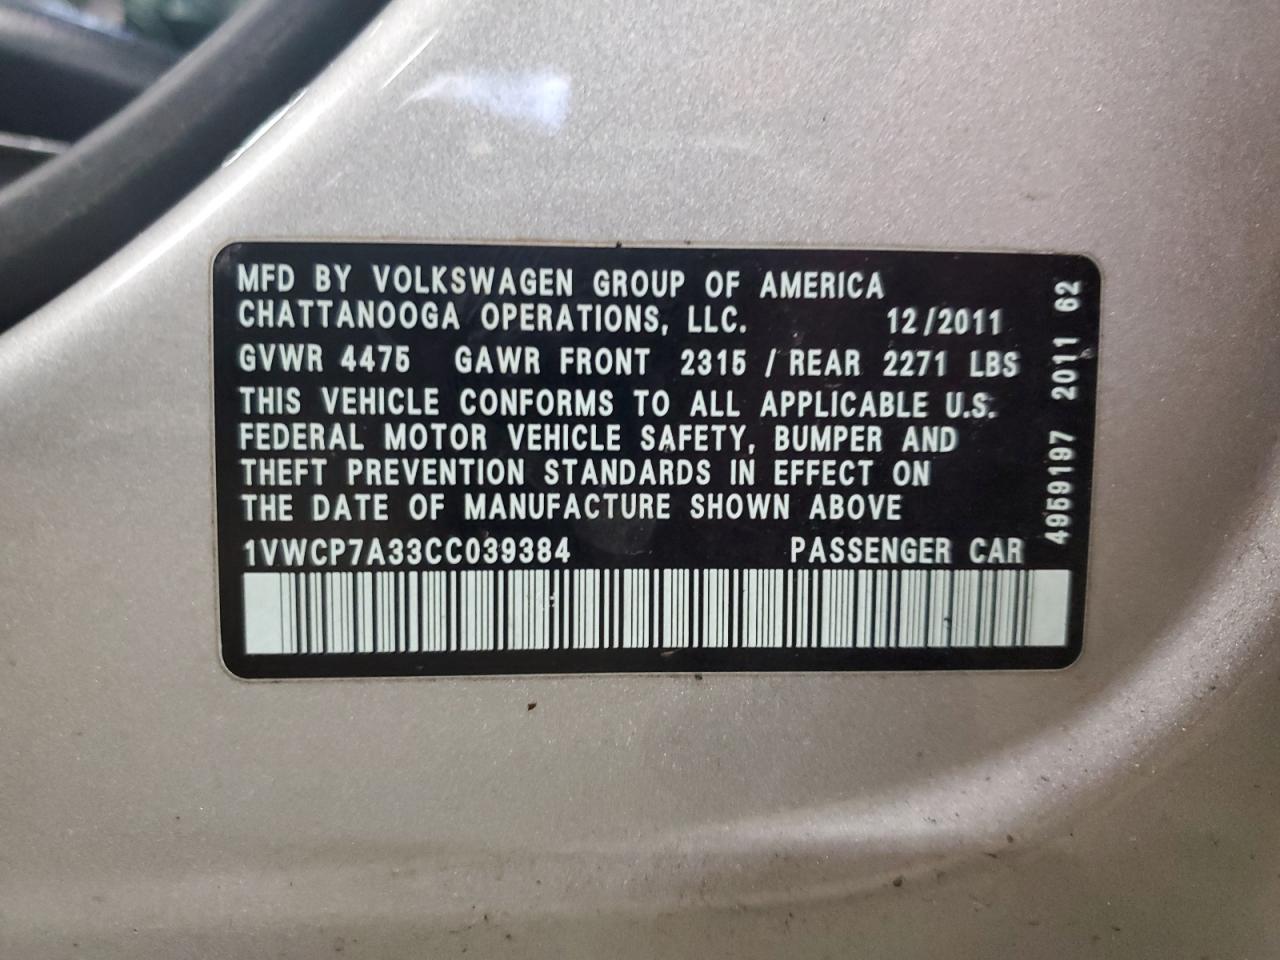 MFD BY VOLKSWAGEN GROUP OF AMERICA
CHATTANOOGA OPERATIONS, LLC. 12/2011
GVWR 4475 GAWR FRONT 2315 / REAR 2271 LBS
THIS VEHICLE CONFORMS TO ALL APPLICABLE U.S.
FEDERAL MOTOR VEHICLE SAFETY, BUMPER AND
THEFT PREVENTION STANDARDS IN EFFECT ON
THE DATE OF MANUFACTURE SHOWN ABOVE
1VWCP7A33CC039384 PASSENGER CAR
4959197 2011 62